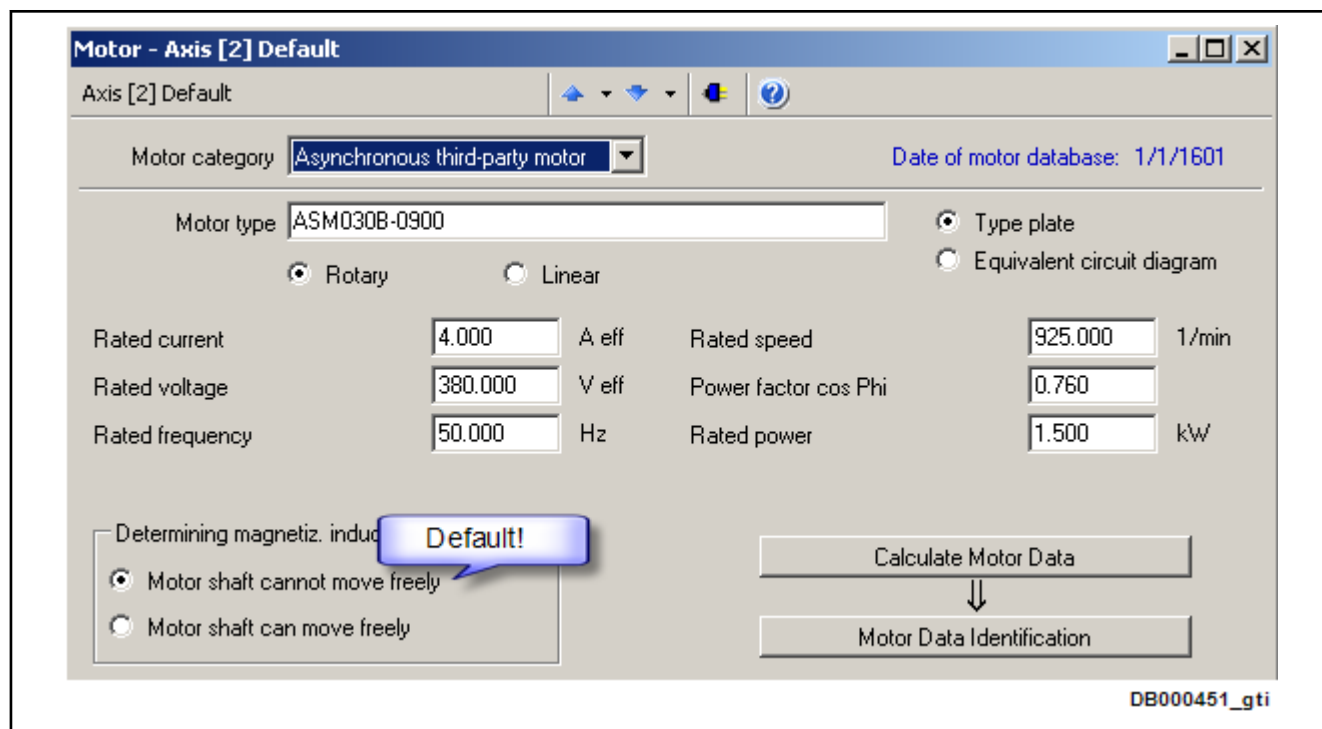 Motor - Axis [2] Default
Axis [2] Default
Motor category Asynchronous third-party motor Date of motor database: 1/1/1601
Motor type ASM030B-0900 Type plate
Rotary Linear Equivalent circuit diagram
Rated current 4.000 A eff Rated speed 925.000 1/min
Rated voltage 380.000 V eff Power factor cos Phi 0.760
Rated frequency 50.000 Hz Rated power 1.500 kW
Determining magnetiz. Default!
Motor shaft cannot move freely Calculate Motor Data
Motor shaft can move freely Motor Data Identification
DB000451_gti